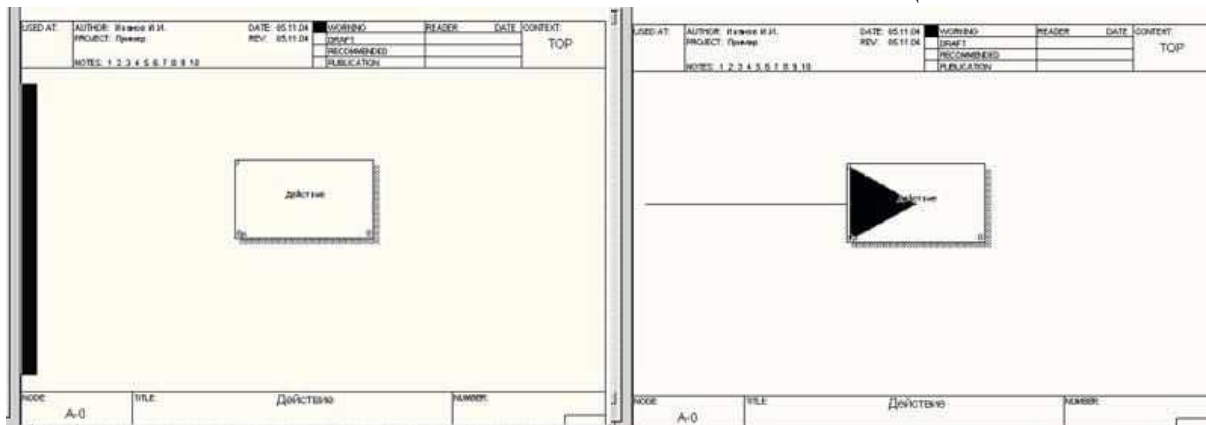 USED AT: AUTHOR: Иванов И.И. DATE: 05.11.04 WORKING READER DATE CONTEXT:
PROJECT: Пример REV: 05.11.04 DRAFT TOP
RECOMMENDED
NOTES: 1 2 3 4 5 6 7 8 9 10 PUBLICATION
Действие
NODE: TITLE: Действие NUMBER:
A-0
USED AT: AUTHOR: Иванов И.И. DATE: 05.11.04 WORKING READER DATE CONTEXT:
PROJECT: Пример REV: 05.11.04 DRAFT TOP
RECOMMENDED
NOTES: 1 2 3 4 5 6 7 8 9 10 PUBLICATION
Действие
NODE: TITLE: Действие NUMBER:
A-0